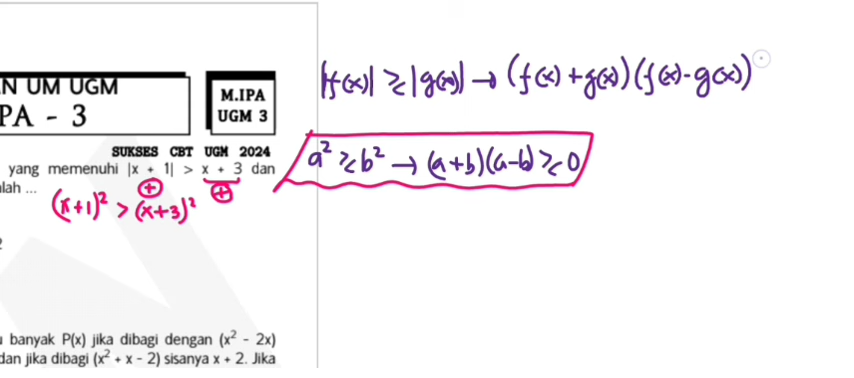 N UM UGM
PA - 3
M.IPA
UGM 3
SUKSES CBT UGM 2024
yang memenuhi |x + 1| > x + 3 dan
lah ...
(x+1)² > (x+3)²
|f(x)| ≥ |g(x)| → (f(x) + g(x)) (f(x) - g(x))
a² ≥ b² → (a+b)(a-b) ≥ 0
banyak P(x) jika dibagi dengan (x² - 2x)
dan jika dibagi (x² + x - 2) sisanya x + 2. Jika